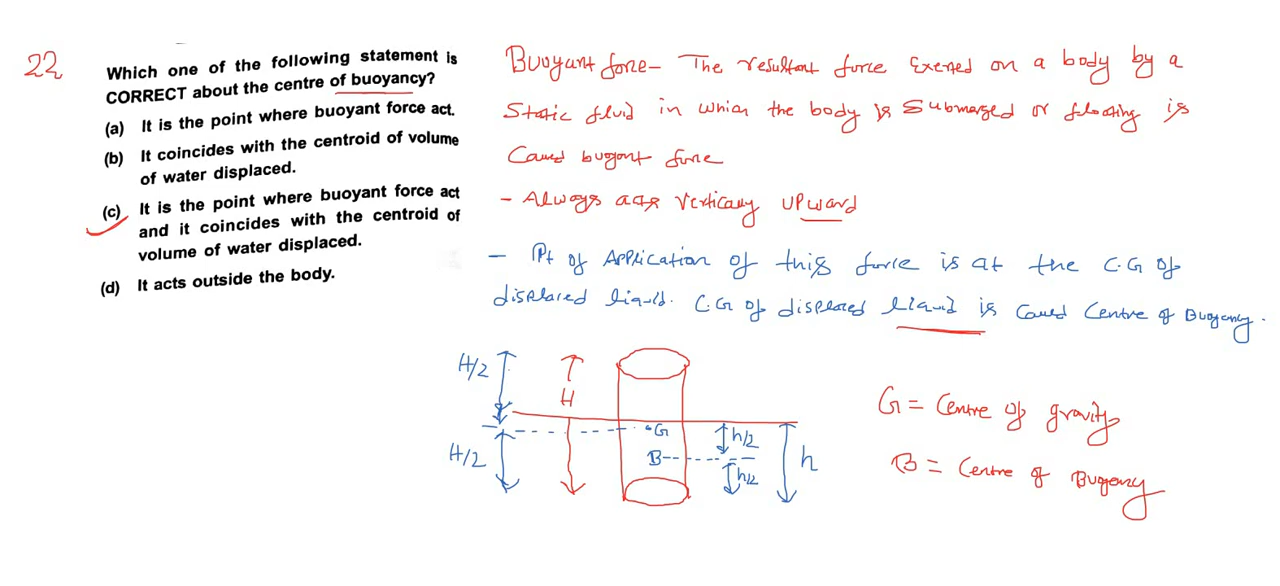 22
Which one of the following statement is
CORRECT about the centre of buoyancy?
(a) It is the point where buoyant force act.
(b) It coincides with the centroid of volume
of water displaced.
(c) It is the point where buoyant force act
and it coincides with the centroid of
volume of water displaced.
(d) It acts outside the body.
Buoyant force - The resultant force Exerted on a body by a
Static fluid in which the body is Submerged or floating is
Called buoyant force
- Always acts vertically upward
- Pt of Application of this force is at the C.G of
displaced liquid. C.G of displaced liquid is Called Centre of Buoyancy.
H/2
H
H/2
G
B
h/2
h/2
h
G = Centre of gravity
B = Centre of Buoyancy